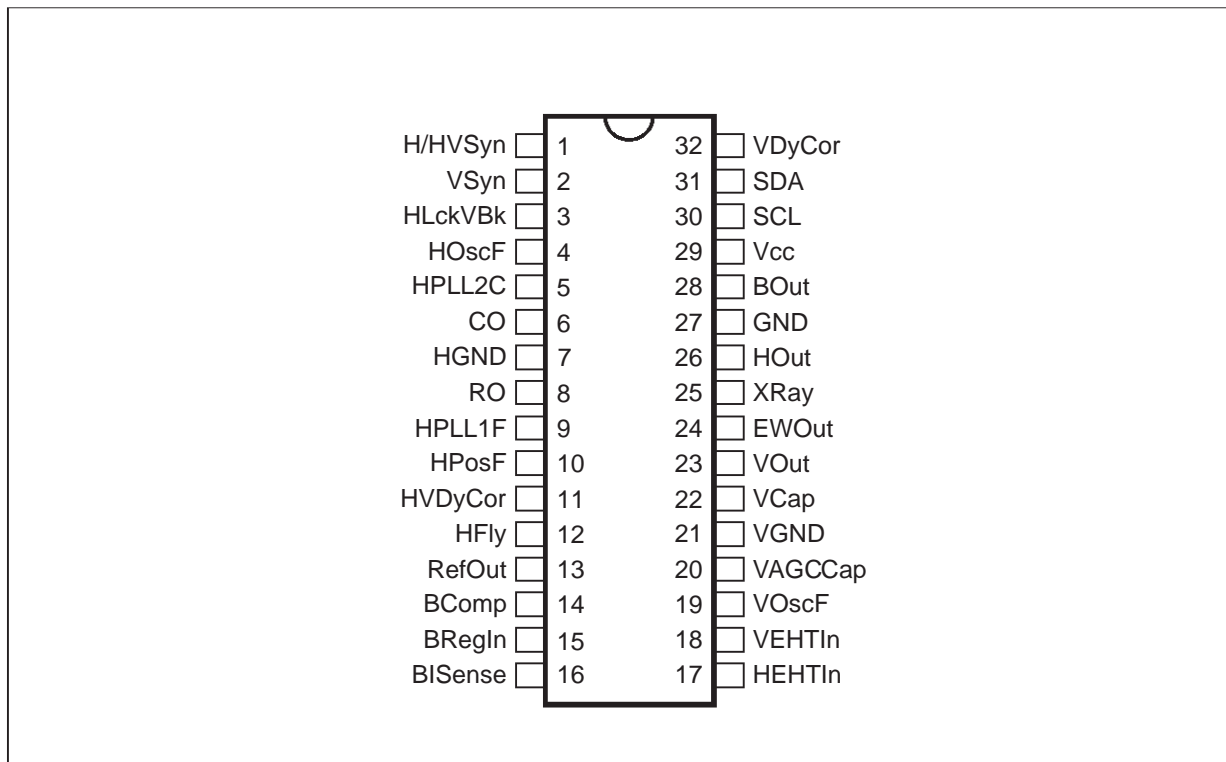 H/HVSyn 1 32 VDyCor
VSyn 2 31 SDA
HLckVBk 3 30 SCL
HOscF 4 29 Vcc
HPLL2C 5 28 BOut
CO 6 27 GND
HGND 7 26 HOut
RO 8 25 XRay
HPLL1F 9 24 EWOut
HPosF 10 23 VOut
HVDyCor 11 22 VCap
HFly 12 21 VGND
RefOut 13 20 VAGCCap
BComp 14 19 VOscF
BRegIn 15 18 VEHTIn
BISense 16 17 HEHTIn